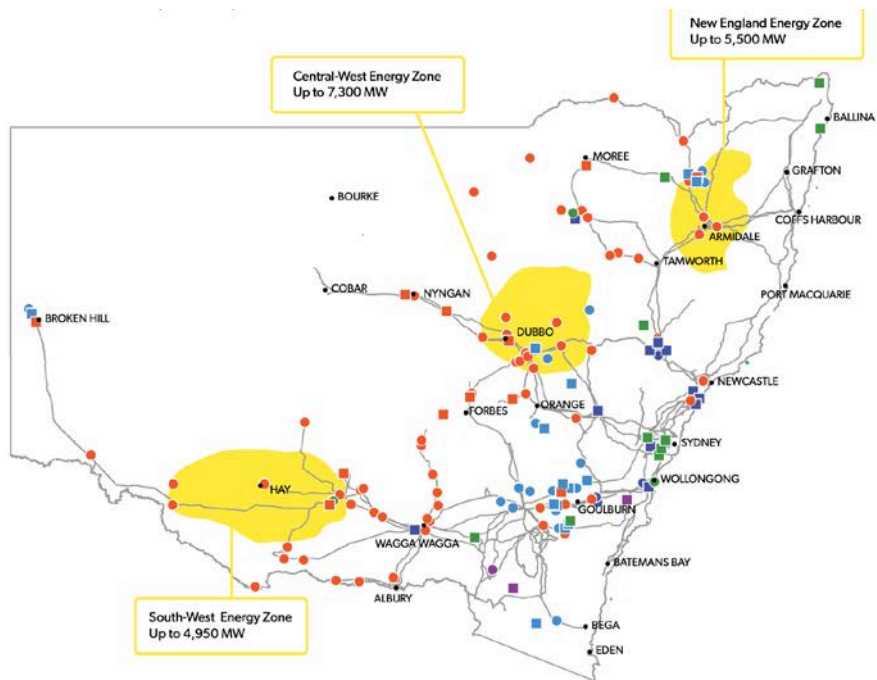 New England Energy Zone
Up to 5,500 MW
Central-West Energy Zone
Up to 7,300 MW
BALLINA
MOREE
GRAFTON
BOURKE
COFFS HARBOUR
ARMIDALE
TAMWORTH
COBAR
NYNGAN
PORT MACQUARIE
BROKEN HILL
DUBBO
NEWCASTLE
FORBES
ORANGE
SYDNEY
HAY
WOLLONGONG
GOULBURN
WAGGA WAGGA
BATEMANS BAY
ALBURY
South-West Energy Zone
Up to 4,950 MW
BEGA
EDEN